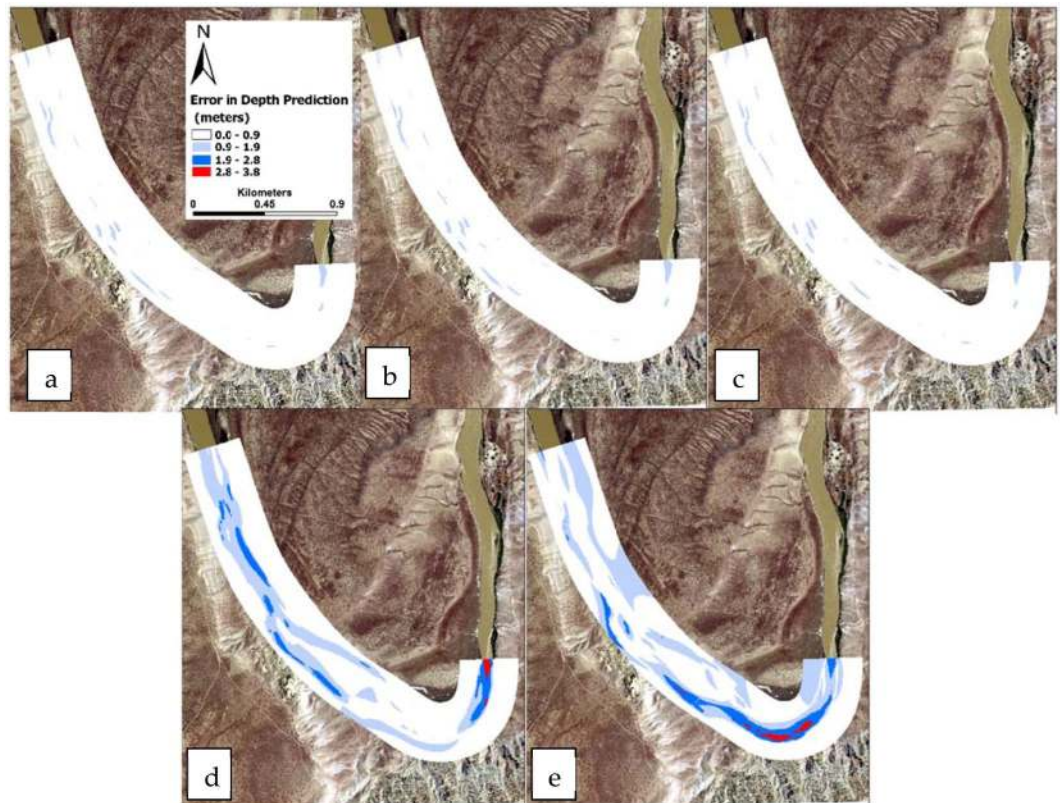 N
Error in Depth Prediction
(meters)
0.0 - 0.9
0.9 - 1.9
1.9 - 2.8
2.8 - 3.8
Kilometers
0 0.45 0.9
a
b
c
d
e